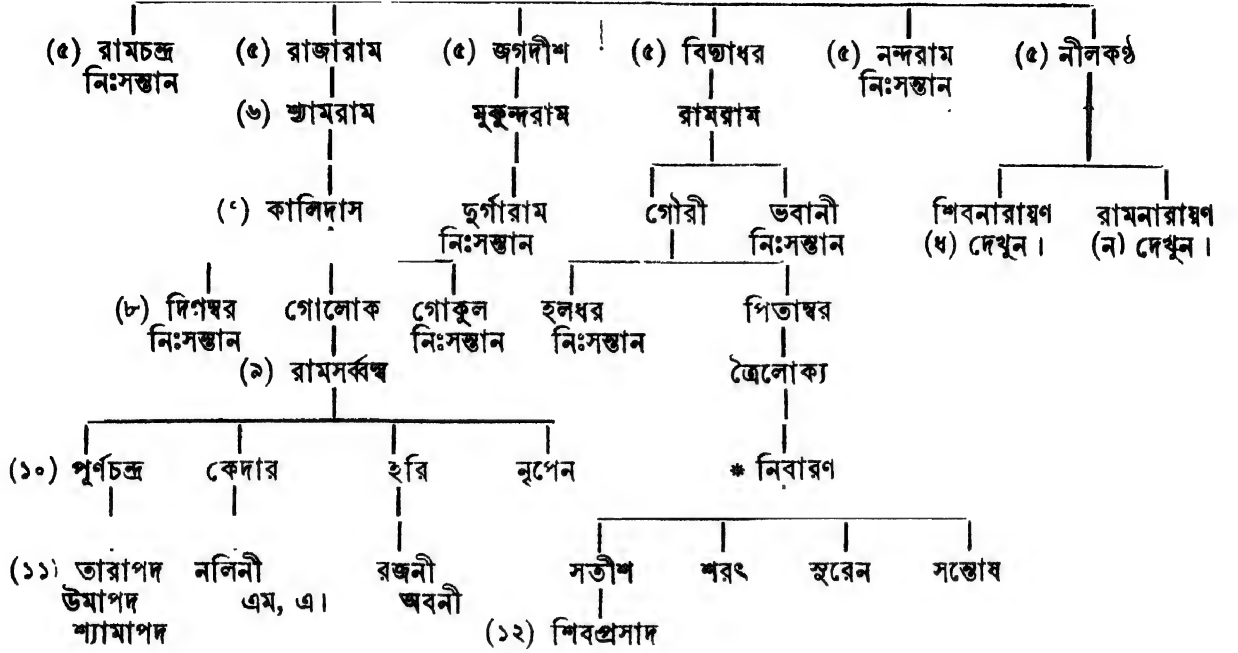 (৫) রামচন্দ্র (৫) রাজারাম (৫) জগদীশ (৫) বিদ্যাধর (৫) নন্দরাম (৫) নীলকণ্ঠ
নিঃসন্তান নিঃসন্তান
(৬) শ্যামরাম মুকুন্দরাম রামরাম
(৭) কালিদাস দুর্গারাম গৌরী ভবানী শিবনারায়ণ রামনারায়ণ
নিঃসন্তান নিঃসন্তান (ধ) দেখুন। (ন) দেখুন।
(৮) দিগম্বর গোলোক গোকুল হলধর পিতাম্বর
নিঃসন্তান নিঃসন্তান নিঃসন্তান
(৯) রামসর্ব্বস্ব ত্রৈলোক্য
(১০) পূর্ণচন্দ্র কেদার হরি নৃপেন * নিবারণ
(১১) তারাপদ নলিনী রজনী সতীশ শরৎ সুরেন সন্তোষ
উমাপদ এম, এ। অবনী
শ্যামাপদ (১২) শিবপ্রসাদ